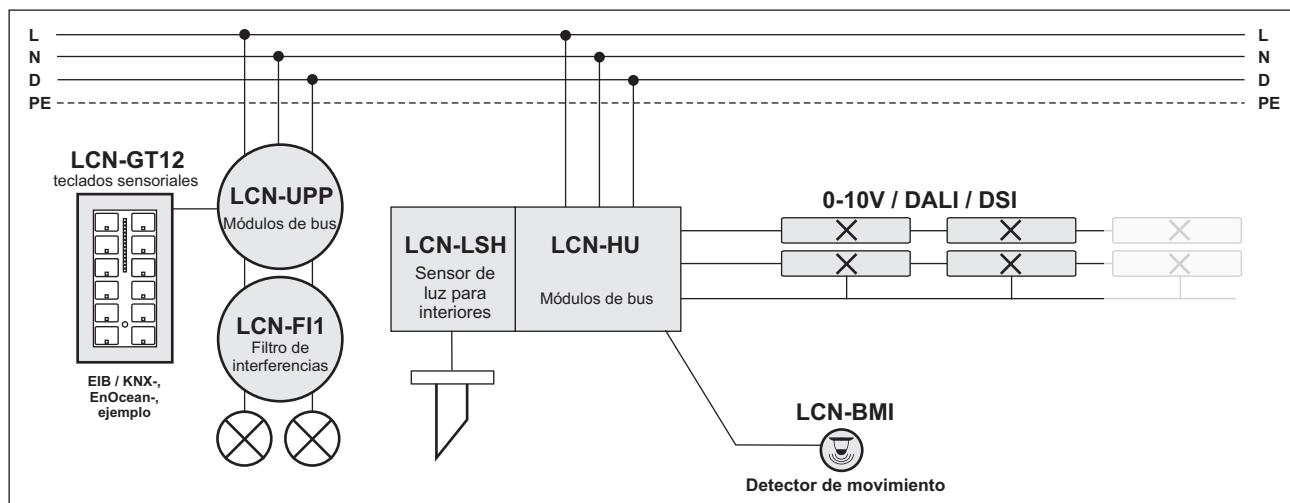 L
L
N
N
D
D
PE
PE
LCN-GT12
teclados sensoriales
LCN-UPP
Módulos de bus
LCN-FI1
Filtro de
interferencias
EIB / KNX-,
EnOcean-,
ejemplo
LCN-LSH
Sensor de
luz para
interiores
LCN-HU
Módulos de bus
0-10V / DALI / DSI
LCN-BMI
Detector de movimiento